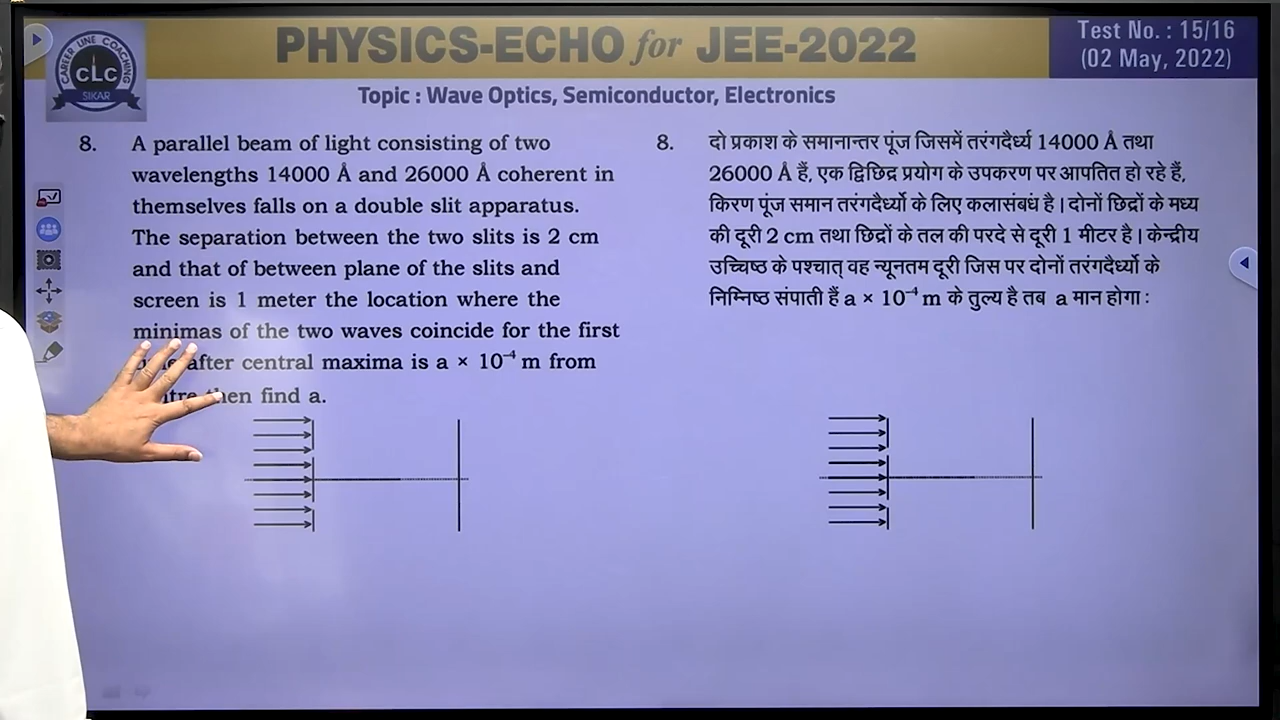 PHYSICS-ECHO for JEE-2022
Test No. : 15/16
(02 May, 2022)
CAREER LINE COACHING
CLC
SIKAR
Topic : Wave Optics, Semiconductor, Electronics
8. A parallel beam of light consisting of two
wavelengths 14000 Å and 26000 Å coherent in
themselves falls on a double slit apparatus.
The separation between the two slits is 2 cm
and that of between plane of the slits and
screen is 1 meter the location where the
minimas of the two waves coincide for the first
after central maxima is a × 10⁻⁴ m from
then find a.
8. दो प्रकाश के समानान्तर पूंज जिसमें तरंगदैर्ध्य 14000 Å तथा
26000 Å हैं, एक द्विछिद्र प्रयोग के उपकरण पर आपतित हो रहे हैं,
किरण पूंज समान तरंगदैर्ध्यो के लिए कलासंबध है। दोनों छिद्रों के मध्य
की दूरी 2 cm तथा छिद्रों के तल की परदे से दूरी 1 मीटर है। केन्द्रीय
उच्चिष्ठ के पश्चात् वह न्यूनतम दूरी जिस पर दोनों तरंगदैर्ध्यो के
निम्निष्ठ संपाती हैं a × 10⁻⁴ m के तुल्य है तब a मान होगा :